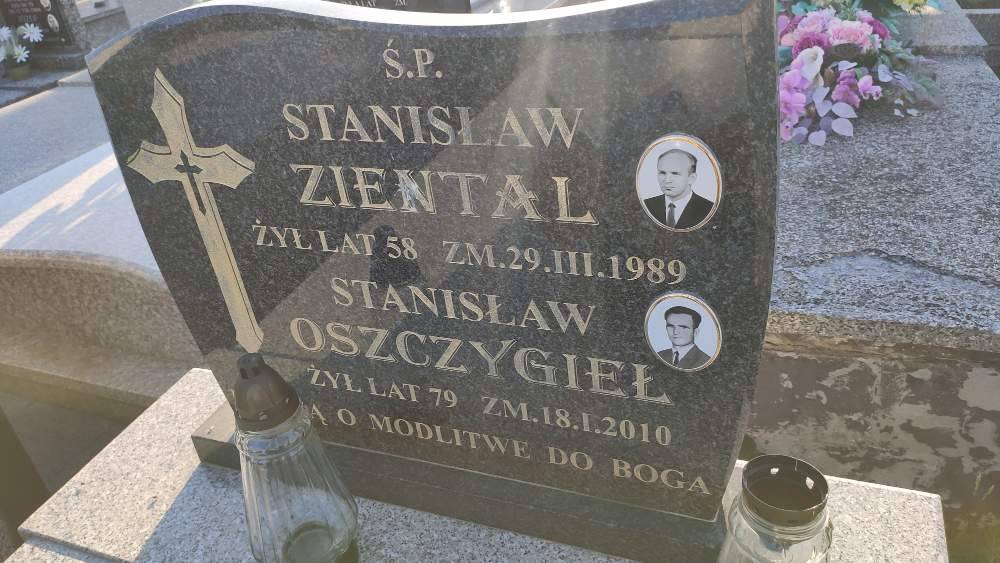 Ś.P.
STANISŁAW
ZIENTAL
ŻYŁ LAT 58 ZM.29.III.1989
STANISŁAW
OSZCZYGIEŁ
ŻYŁ LAT 79 ZM.18.I.2010
O MODLITWE DO BOGA